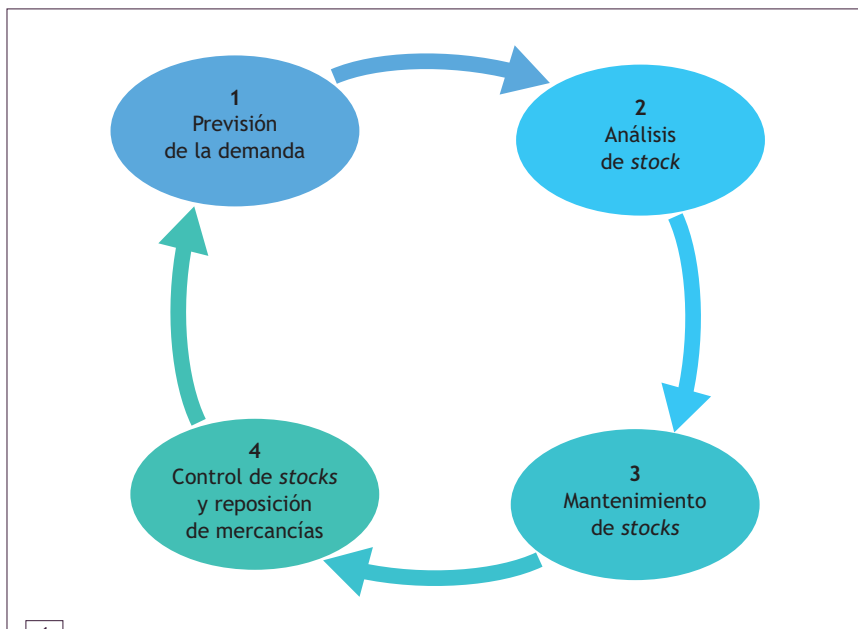 1
Previsión
de la demanda
2
Análisis
de stock
3
Mantenimiento
de stocks
4
Control de stocks
y reposición
de mercancías